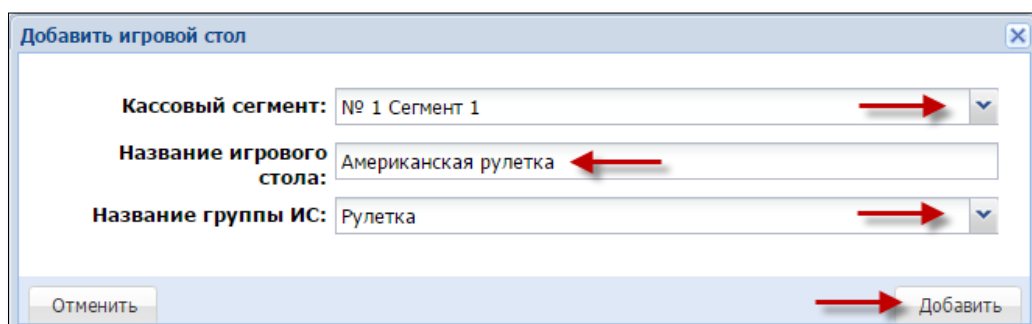 Добавить игровой стол
Кассовый сегмент: № 1 Сегмент 1
Название игрового
стола: Американская рулетка
Название группы ИС: Рулетка
Отменить Добавить